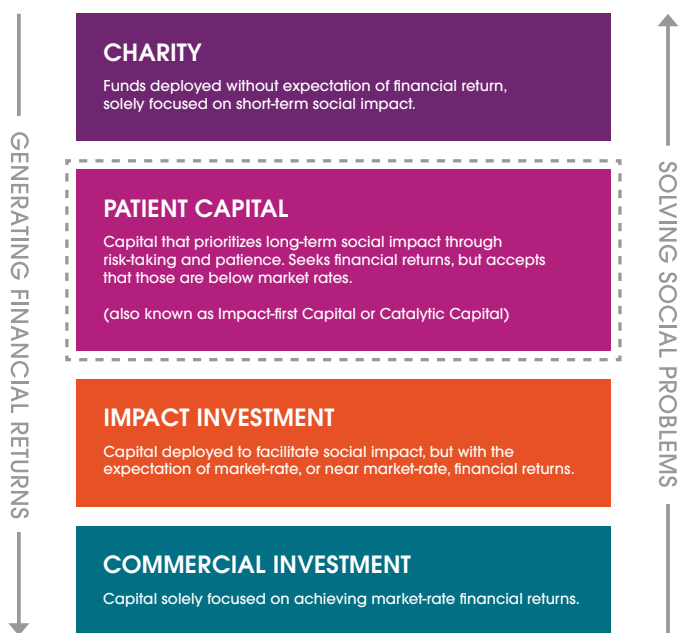 GENERATING FINANCIAL RETURNS
CHARITY
Funds deployed without expectation of financial return,
solely focused on short-term social impact.
PATIENT CAPITAL
Capital that prioritizes long-term social impact through
risk-taking and patience. Seeks financial returns, but accepts
that those are below market rates.
(also known as Impact-first Capital or Catalytic Capital)
IMPACT INVESTMENT
Capital deployed to facilitate social impact, but with the
expectation of market-rate, or near market-rate, financial returns.
COMMERCIAL INVESTMENT
Capital solely focused on achieving market-rate financial returns.
SOLVING SOCIAL PROBLEMS